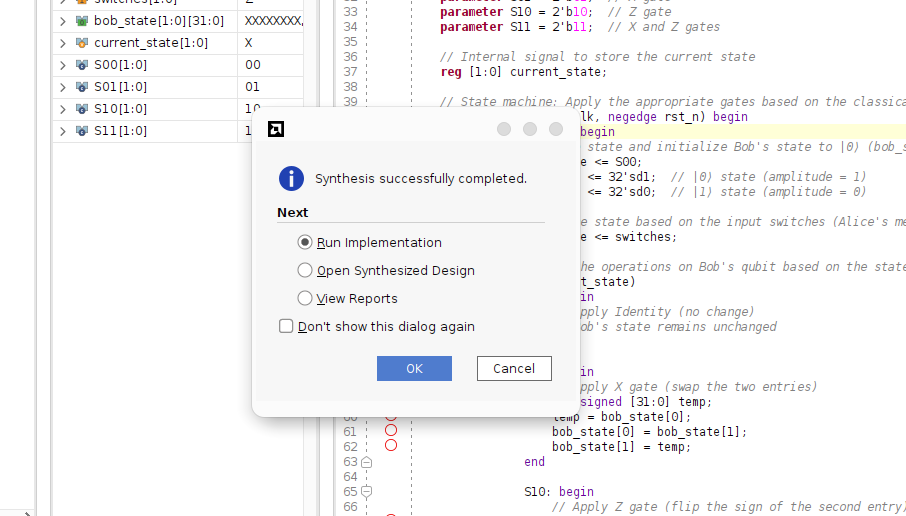 switches[1:0] Z
bob_state[1:0][31:0] XXXXXXXX,
current_state[1:0] X
S00[1:0] 00
S01[1:0] 01
S10[1:0] 10
S11[1:0] 1
Synthesis successfully completed.
Next
Run Implementation
Open Synthesized Design
View Reports
Don't show this dialog again
OK Cancel
32
33 parameter S10 = 2'b10; // Z gate
34 parameter S11 = 2'b11; // X and Z gates
35
36 // Internal signal to store the current state
37 reg [1:0] current_state;
38
39 // State machine: Apply the appropriate gates based on the classica
lk, negedge rst_n) begin
begin
state and initialize Bob's state to |0⟩ (bob_s
e <= S00;
<= 32'sd1; // |0⟩ state (amplitude = 1)
<= 32'sd0; // |1⟩ state (amplitude = 0)
e state based on the input switches (Alice's me
e <= switches;
he operations on Bob's qubit based on the state
t_state)
in
pply Identity (no change)
ob's state remains unchanged
in
pply X gate (swap the two entries)
signed [31:0] temp;
60 temp = bob_state[0];
61 bob_state[0] = bob_state[1];
62 bob_state[1] = temp;
63 end
64
65 S10: begin
66 // Apply Z gate (flip the sign of the second entry)